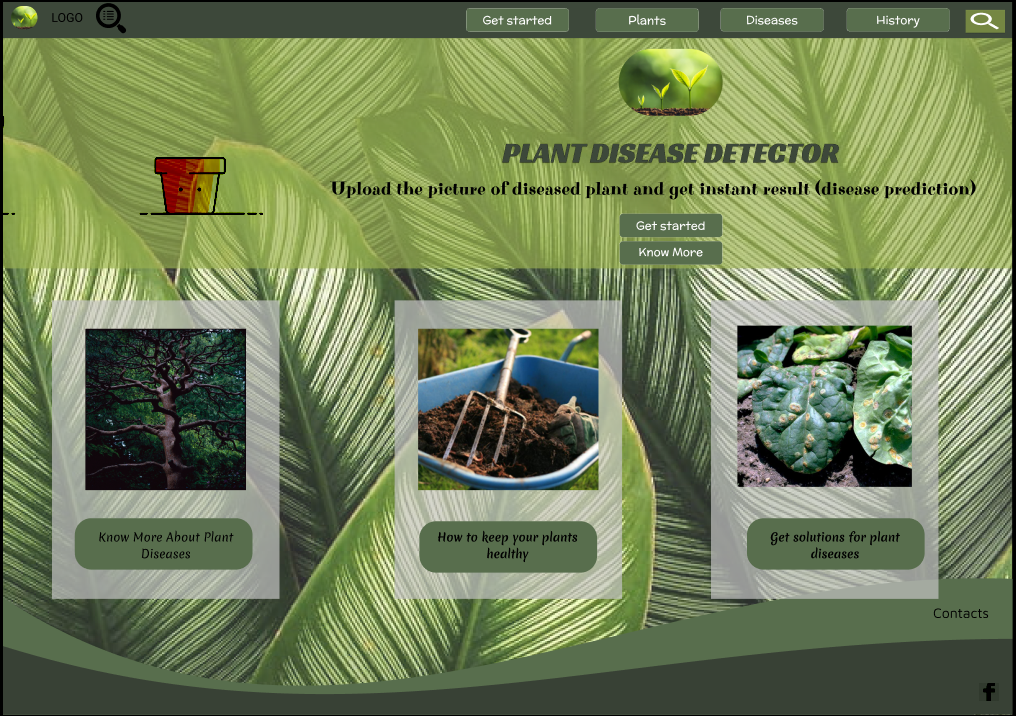 LOGO
Get started
Plants
Diseases
History
PLANT DISEASE DETECTOR
Upload the picture of diseased plant and get instant result (disease prediction)
Get started
Know More
Know More About Plant
Diseases
How to keep your plants
healthy
Get solutions for plant
diseases
Contacts